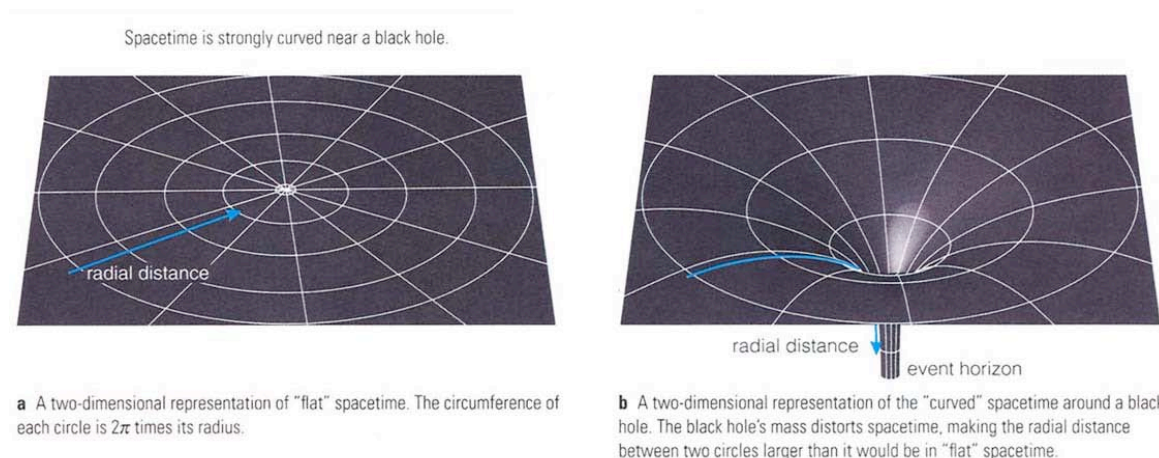 Spacetime is strongly curved near a black hole.
radial distance
radial distance
event horizon
a A two-dimensional representation of "flat" spacetime. The circumference of
each circle is 2π times its radius.
b A two-dimensional representation of the "curved" spacetime around a black
hole. The black hole's mass distorts spacetime, making the radial distance
between two circles larger than it would be in "flat" spacetime.